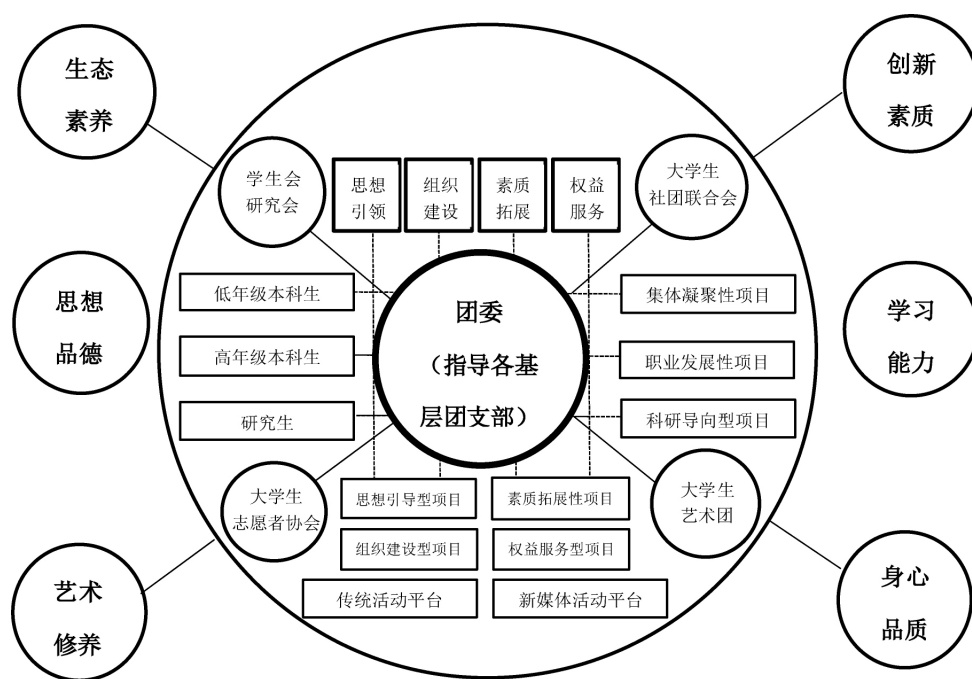 生态
素养
创新
素质
学生会
研究会
思想
引领
组织
建设
素质
拓展
权益
服务
大学生
社团联合会
思想
品德
低年级本科生
高年级本科生
研究生
团委
（指导各基
层团支部）
集体凝聚性项目
职业发展性项目
科研导向型项目
学习
能力
大学生
志愿者协会
思想引导型项目
素质拓展性项目
组织建设型项目
权益服务型项目
传统活动平台
新媒体活动平台
大学生
艺术团
艺术
修养
身心
品质